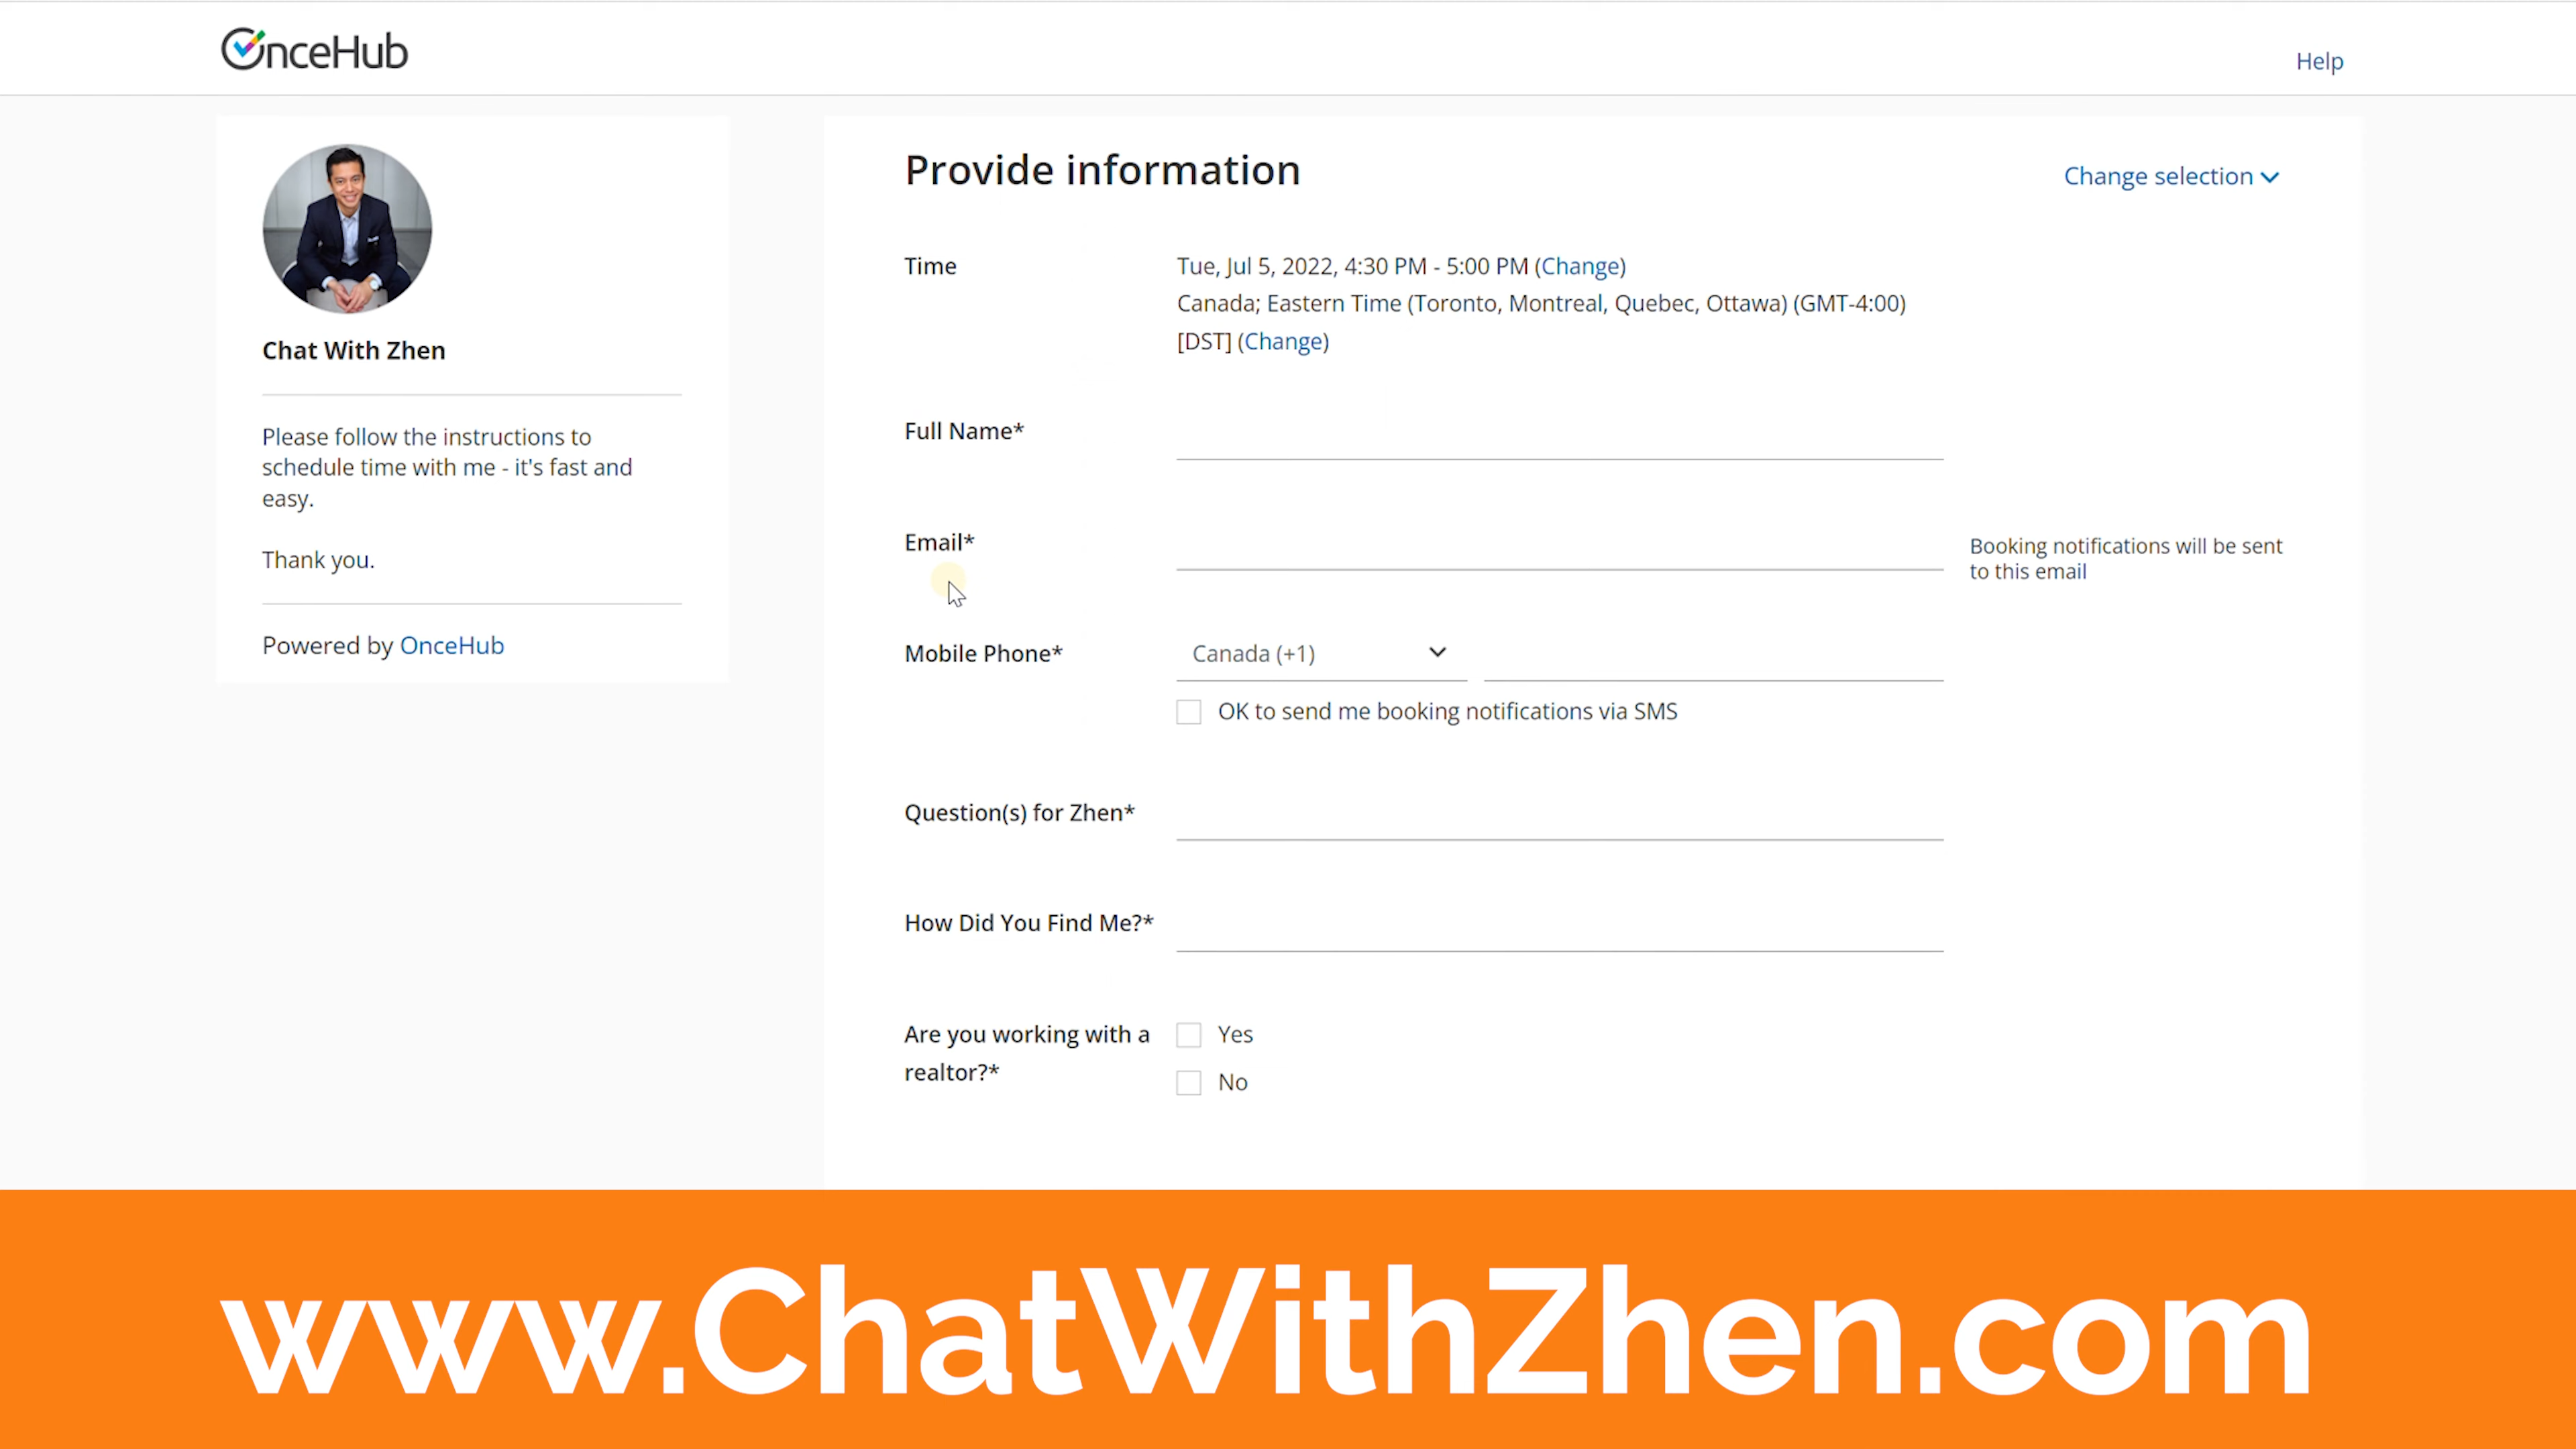 OnceHub
Help
Chat With Zhen
Please follow the instructions to
schedule time with me - it's fast and
easy.
Thank you.
Powered by OnceHub
Provide information
Change selection
Time
Tue, Jul 5, 2022, 4:30 PM - 5:00 PM (Change)
Canada; Eastern Time (Toronto, Montreal, Quebec, Ottawa) (GMT-4:00)
[DST] (Change)
Full Name*
Email*
Booking notifications will be sent
to this email
Mobile Phone*
Canada (+1)
OK to send me booking notifications via SMS
Question(s) for Zhen*
How Did You Find Me?*
Are you working with a
realtor?*
Yes
No
www.ChatWithZhen.com